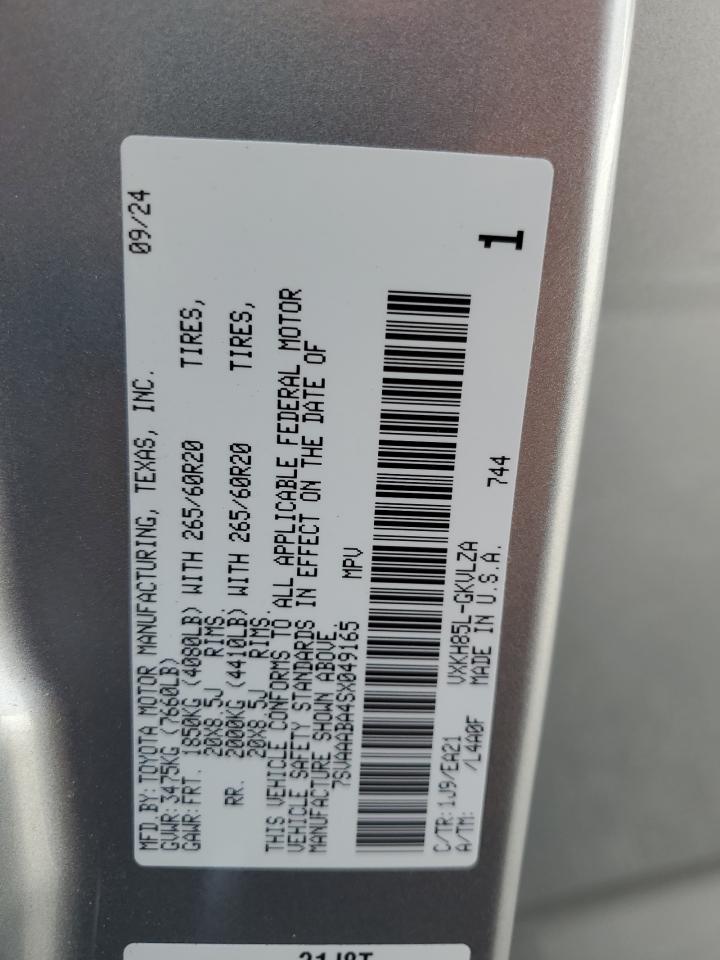 MFD.BY:TOYOTA MOTOR MANUFACTURING, TEXAS, INC. 09/24
GVWR:3475KG (7660LB)
GAWR:FRT. 1850KG (4080LB) WITH 265/60R20 TIRES,
20X8.5J RIMS.
RR. 2000KG (4410LB) WITH 265/60R20 TIRES,
20X8.5J RIMS.
THIS VEHICLE CONFORMS TO ALL APPLICABLE FEDERAL MOTOR
VEHICLE SAFETY STANDARDS IN EFFECT ON THE DATE OF
MANUFACTURE SHOWN ABOVE.
7SVAAABA4SX049165 MPV
C/TR:1J9/EA21 VXKH85L-GKVLZA
A/TM: /L4A0F MADE IN U.S.A. 744
1